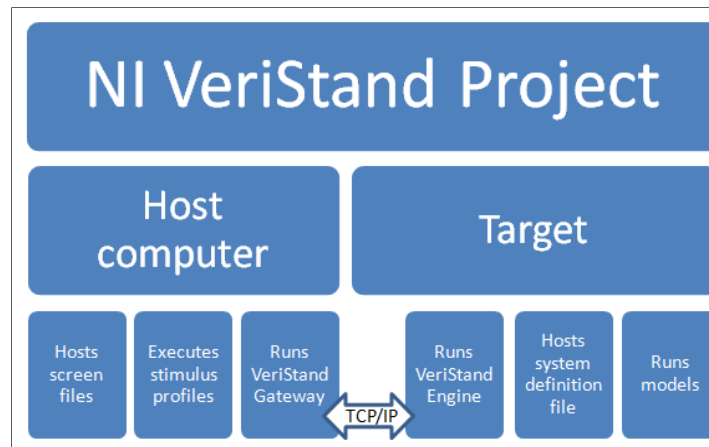 NI VeriStand Project
Host
computer
Target
Hosts
screen
files
Executes
stimulus
profiles
Runs
VeriStand
Gateway
TCP/IP
Runs
VeriStand
Engine
Hosts
system
definition
file
Runs
models